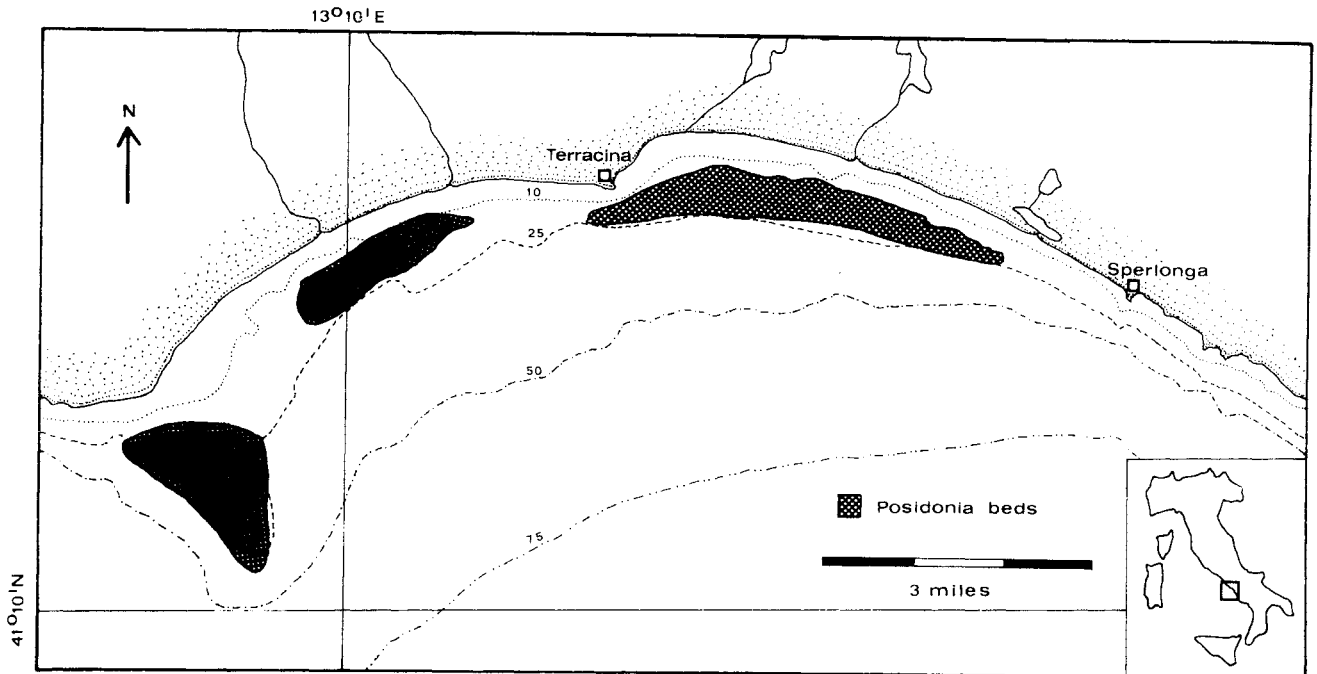 13°10' E
N
Terracina
10
25
Sperlonga
50
Posidonia beds
75
3 miles
41°10' N